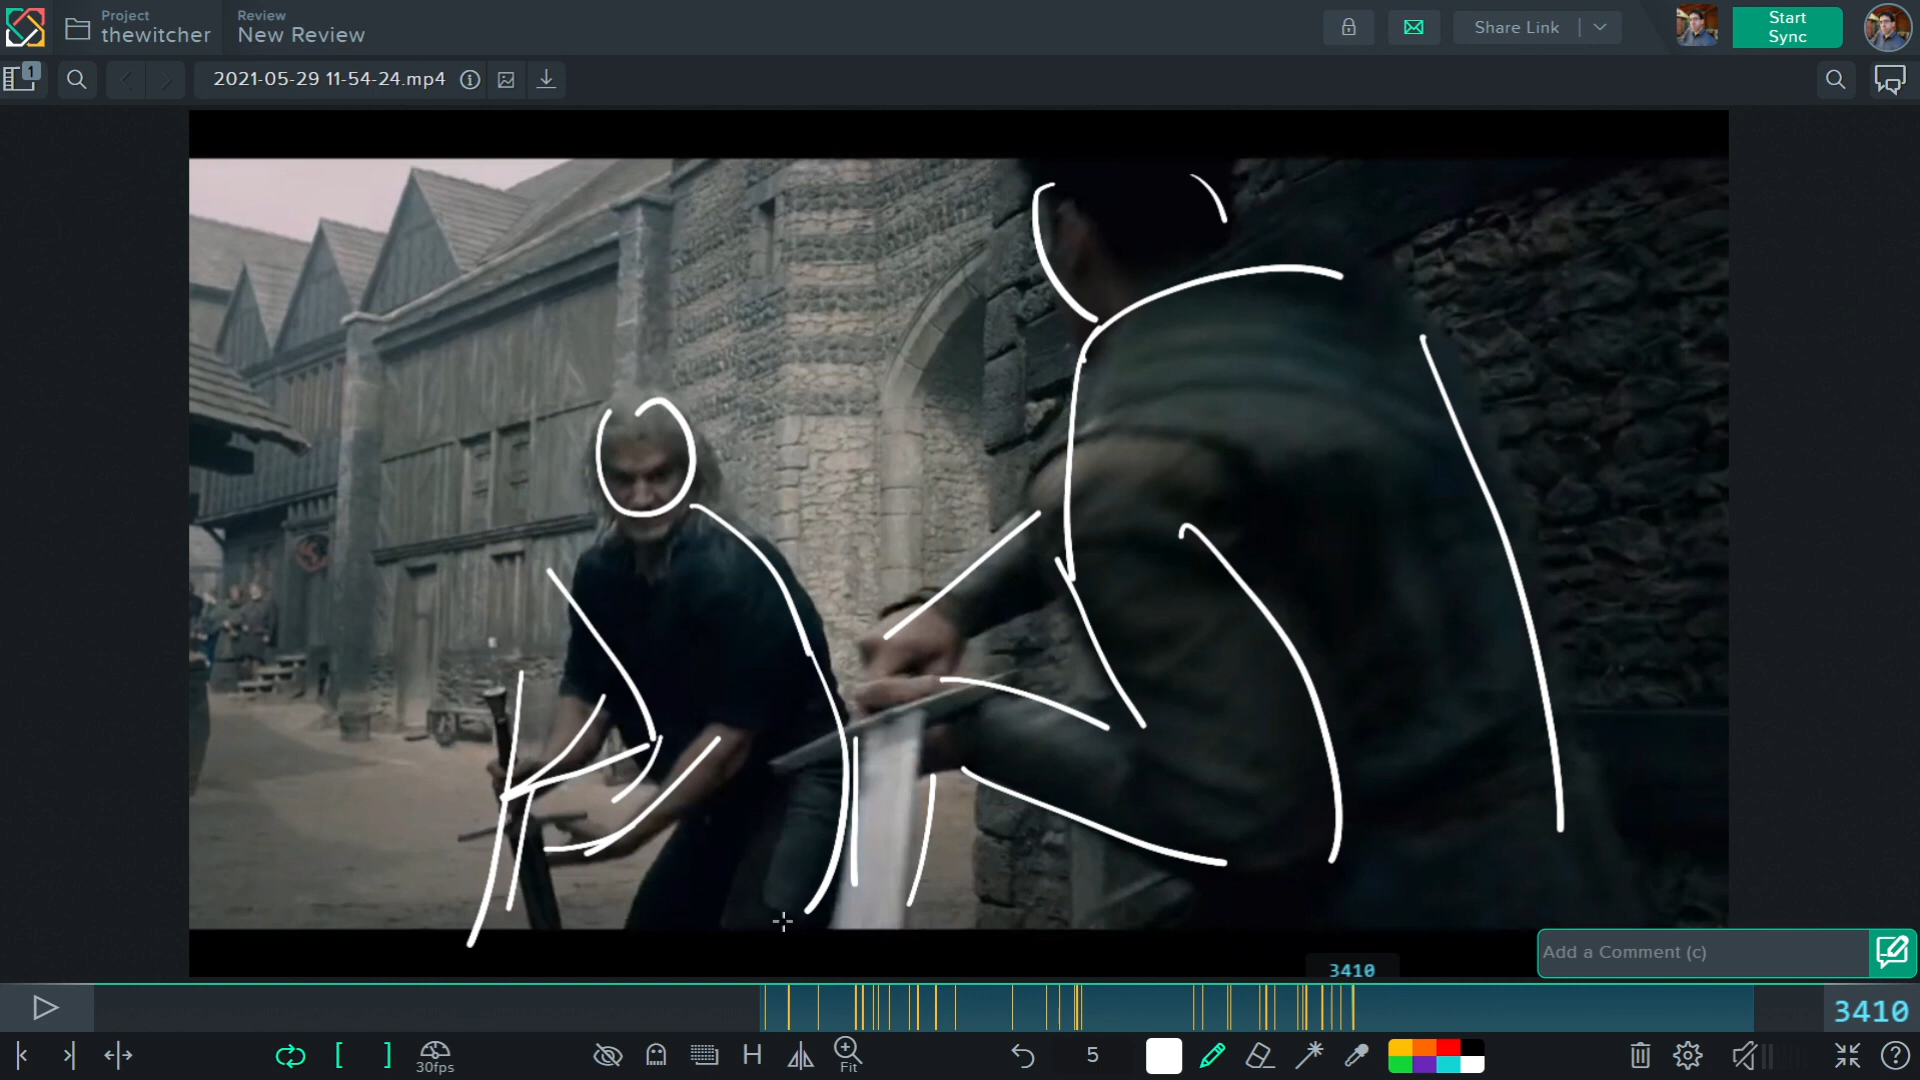 Project
thewitcher
Review
New Review
Share Link
Start
Sync
1
2021-05-29 11-54-24.mp4
Add a Comment (c)
3410
3410
30fps
H
Fit
5